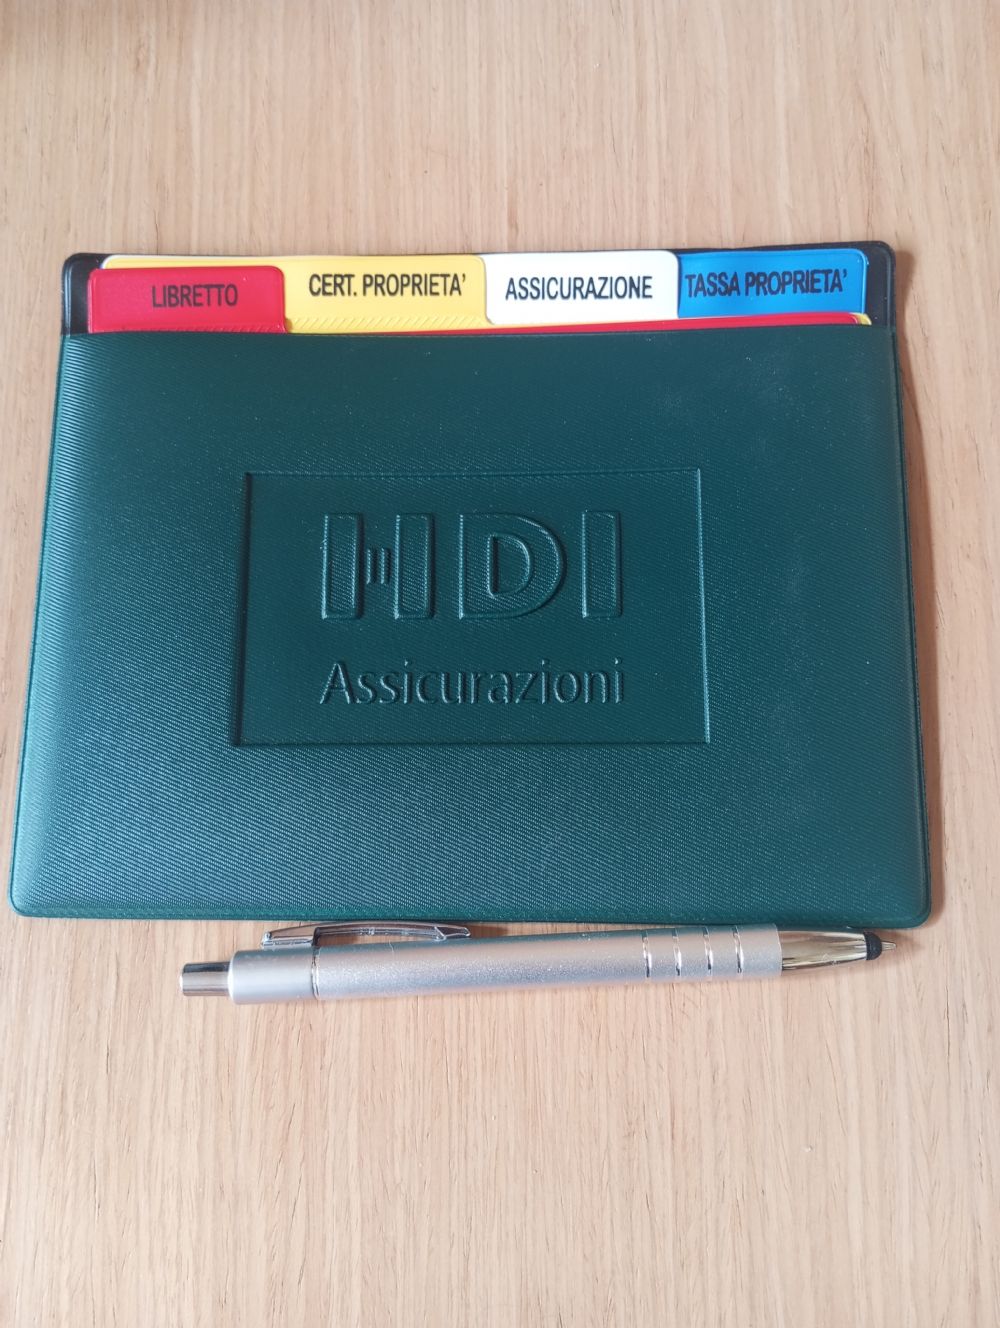 LIBRETTO
CERT. PROPRIETA'
ASSICURAZIONE
TASSA PROPRIETA'
HDI
Assicurazioni